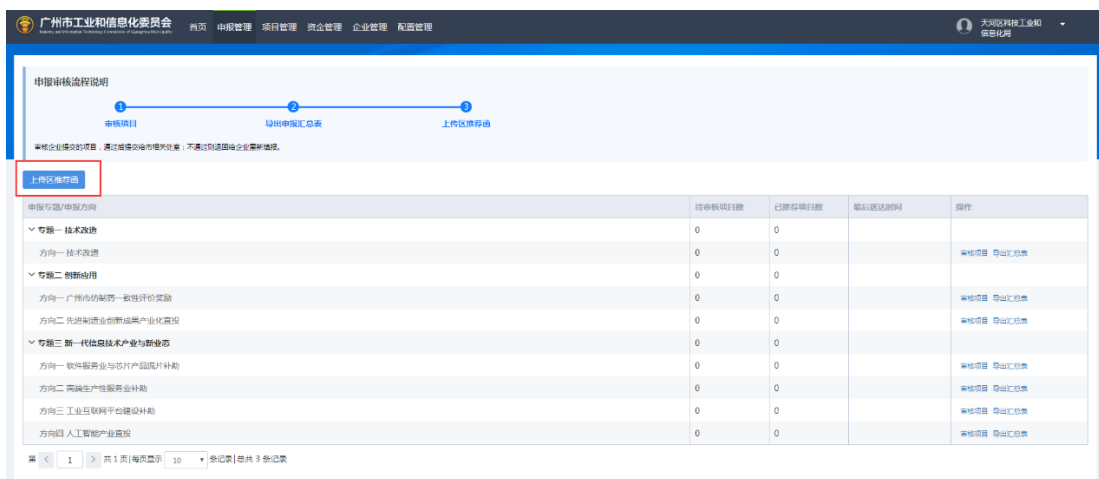 广州市工业和信息化委员会
首页 申报管理 项目管理 资金管理 企业管理 配置管理
天河区科技工业和
信息化局
申报审核流程说明
1 2 3
审核项目 导出申报汇总表 上传区推荐函
审核企业提交的项目，通过后提交给市相关处室；不通过则退回给企业重新填报。
上传区推荐函
申报专题/申报方向 待审核项目数 已推荐项目数 最后送达时间 操作
专题一 技术改造 0 0
方向一 技术改造 0 0 审核项目 导出汇总表
专题二 创新应用 0 0
方向一 广州市仿制药一致性评价奖励 0 0 审核项目 导出汇总表
方向二 先进制造业创新成果产业化直投 0 0 审核项目 导出汇总表
专题三 新一代信息技术产业与新业态 0 0
方向一 软件服务业与芯片产品流片补助 0 0 审核项目 导出汇总表
方向二 高端生产性服务业补助 0 0 审核项目 导出汇总表
方向三 工业互联网平台建设补助 0 0 审核项目 导出汇总表
方向四 人工智能产业直投 0 0 审核项目 导出汇总表
第 < 1 > 共 1 页|每页显示 10 条记录|总共 3 条记录